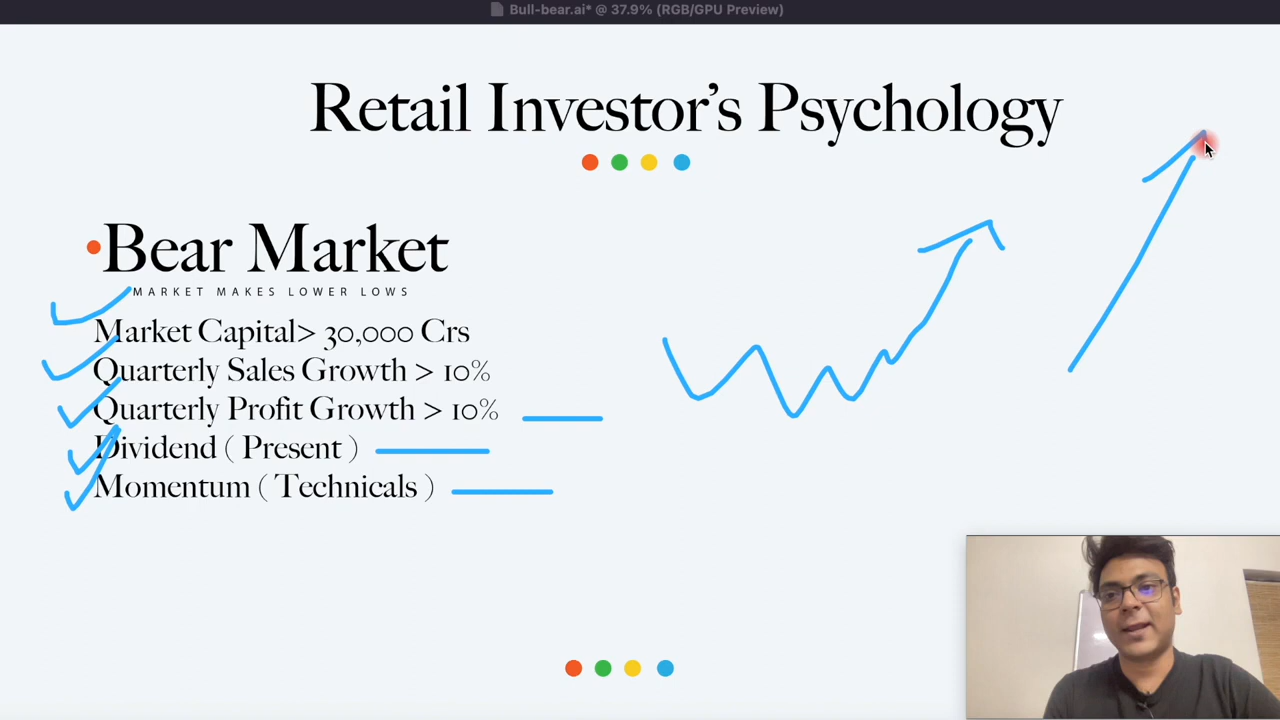 Bull-bear.ai* @ 37.9% (RGB/GPU Preview)
Retail Investor’s Psychology
•Bear Market
MARKET MAKES LOWER LOWS
Market Capital> 30,000 Crs
Quarterly Sales Growth > 10%
Quarterly Profit Growth > 10%
Dividend ( Present )
Momentum ( Technicals )